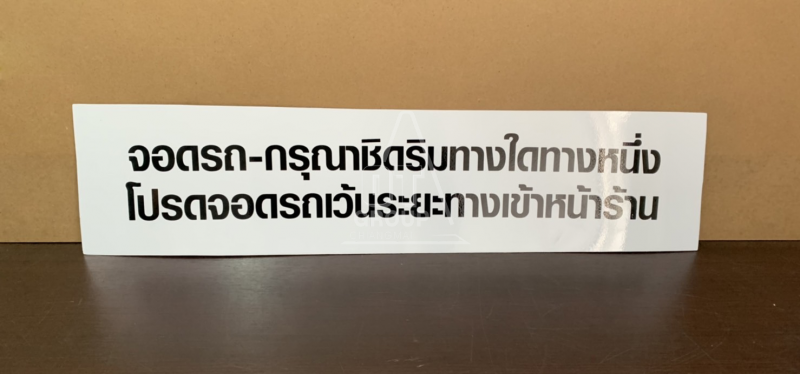 จอดรถ-กรุณาชิดริมทางใดทางหนึ่ง
โปรดจอดรถเว้นระยะทางเข้าหน้าร้าน
GROUP